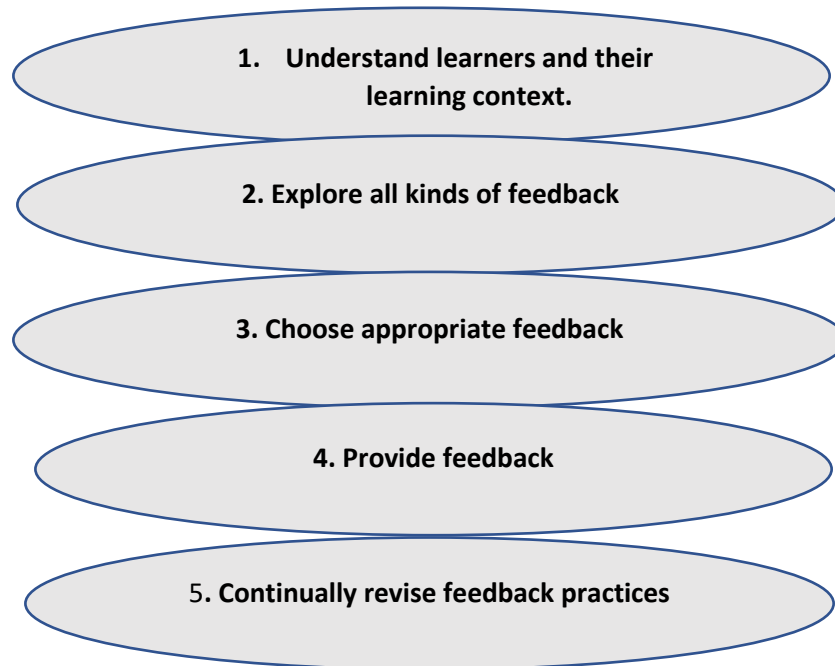 1. Understand learners and their
learning context.
2. Explore all kinds of feedback
3. Choose appropriate feedback
4. Provide feedback
5. Continually revise feedback practices